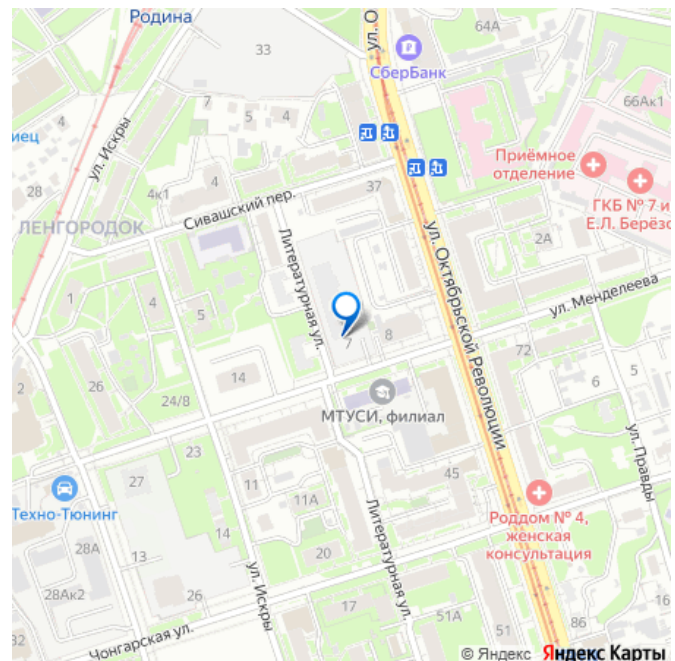 Родина
ул. О
64А
СберБанк
33
66Ак1
7
5
4
4
иец
ул. Искры
28
4к1
4
37
Приёмное
отделение
ГКБ № 7 и
Е.Л. Берёзо
Сивашский пер.
ЛЕНГОРОДОК
2А
Литературная ул.
ул. Октябрьской Революции
ул. Менделеева
1
4
5
7
8
72
2
26
14
6
5
24/8
МТУСИ, филиал
ул. Правды
23
45
27
11
11А
Техно-Тюнинг
Роддом № 4,
женская
консультация
14
28А
13
20
Литературная ул.
28Ак2
26
ул. Искры
17
16
51А
51
86
32
Чонгарская ул.
© Яндекс Яндекс Карты